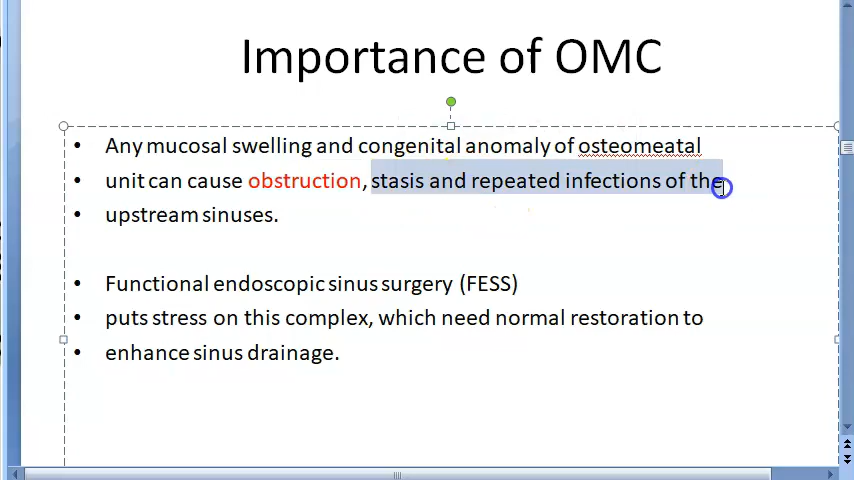 Importance of OMC
• Any mucosal swelling and congenital anomaly of osteomeatal
• unit can cause obstruction, stasis and repeated infections of the
• upstream sinuses.
• Functional endoscopic sinus surgery (FESS)
• puts stress on this complex, which need normal restoration to
• enhance sinus drainage.